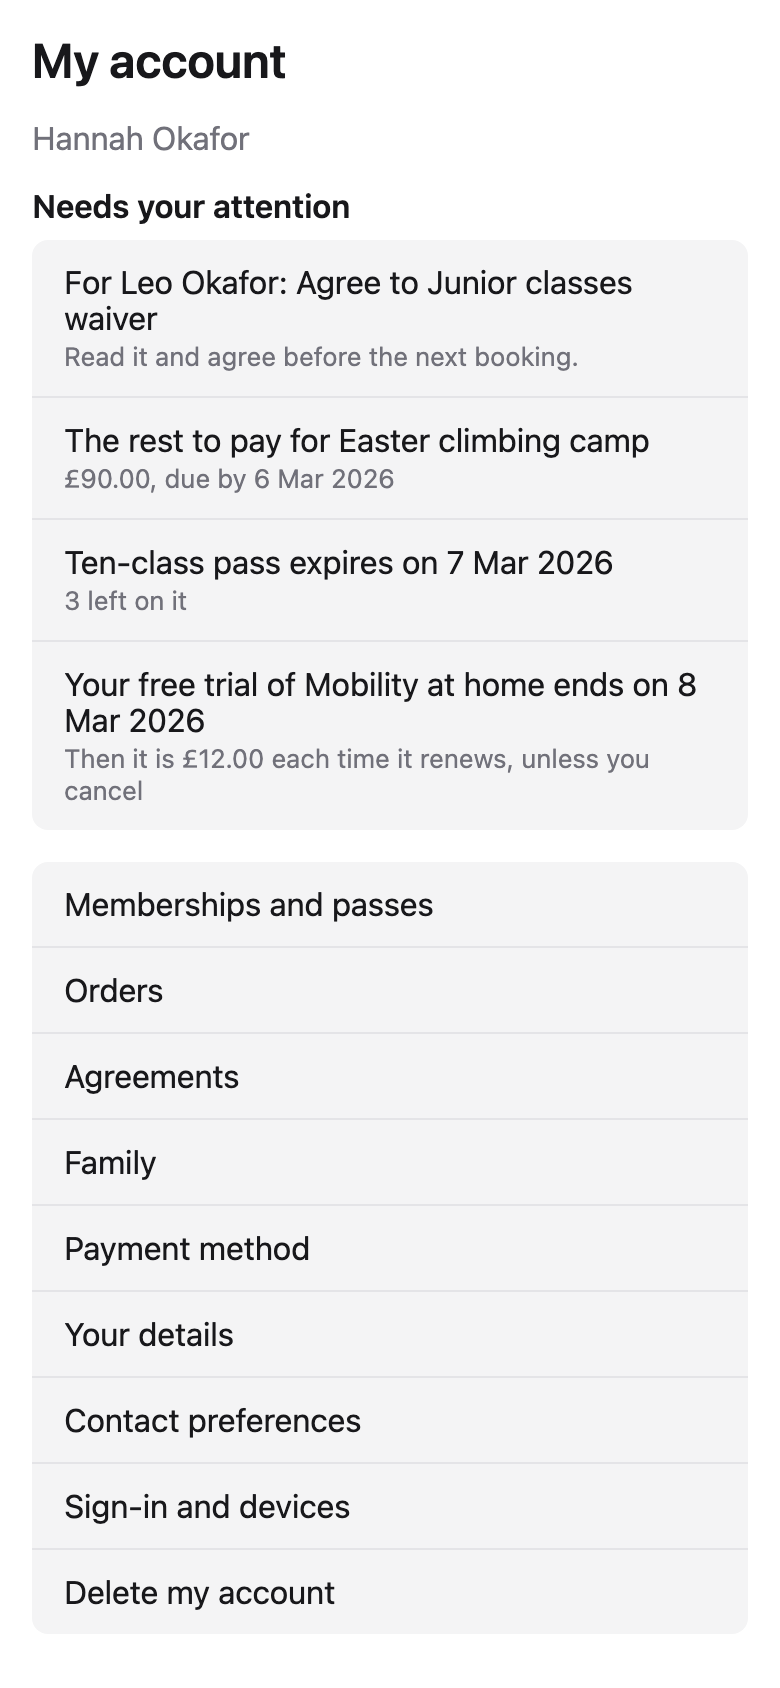 My account
Hannah Okafor
Needs your attention
For Leo Okafor: Agree to Junior classes
waiver
Read it and agree before the next booking.
The rest to pay for Easter climbing camp
£90.00, due by 6 Mar 2026
Ten-class pass expires on 7 Mar 2026
3 left on it
Your free trial of Mobility at home ends on 8
Mar 2026
Then it is £12.00 each time it renews, unless you
cancel
Memberships and passes
Orders
Agreements
Family
Payment method
Your details
Contact preferences
Sign-in and devices
Delete my account